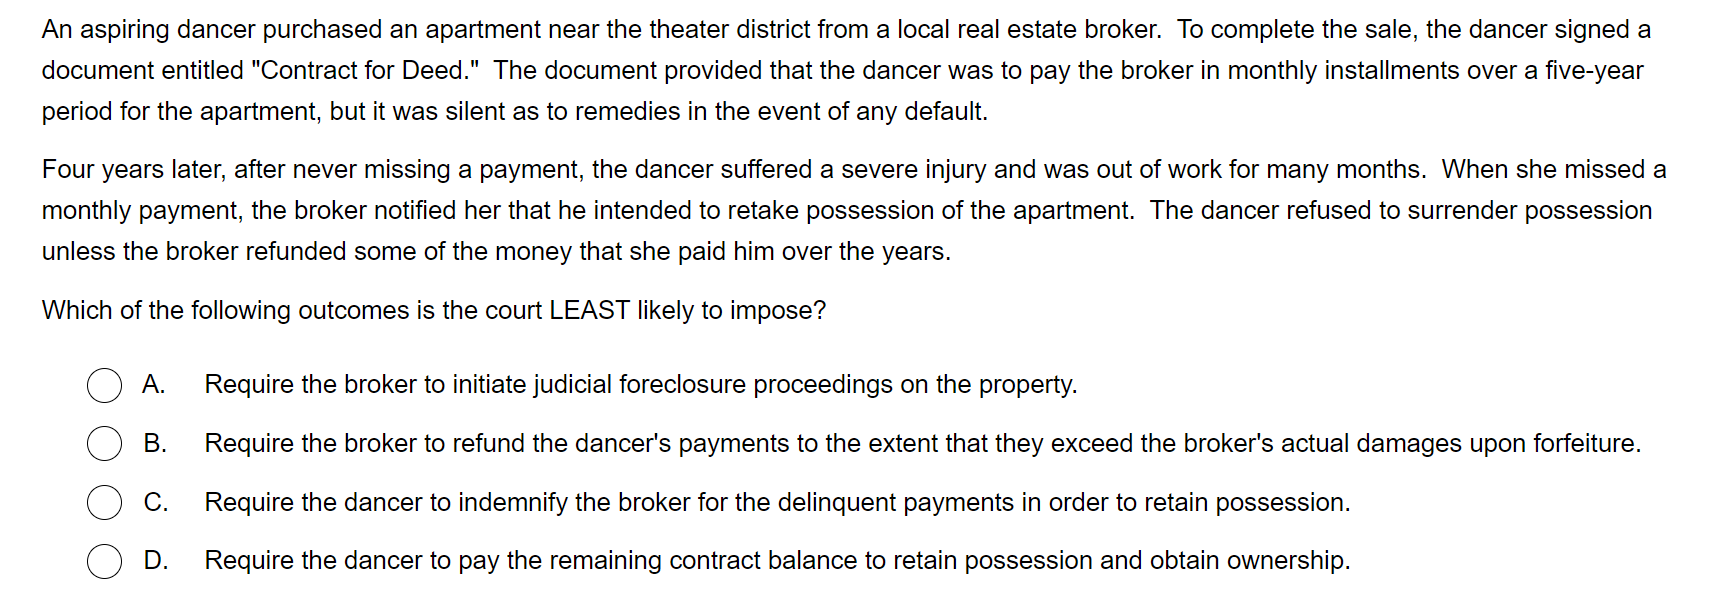 An aspiring dancer purchased an apartment near the theater district from a local real estate broker.  To complete the sale, the dancer signed a
document entitled "Contract for Deed."  The document provided that the dancer was to pay the broker in monthly installments over a five-year
period for the apartment, but it was silent as to remedies in the event of any default.
Four years later, after never missing a payment, the dancer suffered a severe injury and was out of work for many months.  When she missed a
monthly payment, the broker notified her that he intended to retake possession of the apartment.  The dancer refused to surrender possession
unless the broker refunded some of the money that she paid him over the years.
Which of the following outcomes is the court LEAST likely to impose?
A. Require the broker to initiate judicial foreclosure proceedings on the property.
B. Require the broker to refund the dancer's payments to the extent that they exceed the broker's actual damages upon forfeiture.
C. Require the dancer to indemnify the broker for the delinquent payments in order to retain possession.
D. Require the dancer to pay the remaining contract balance to retain possession and obtain ownership.